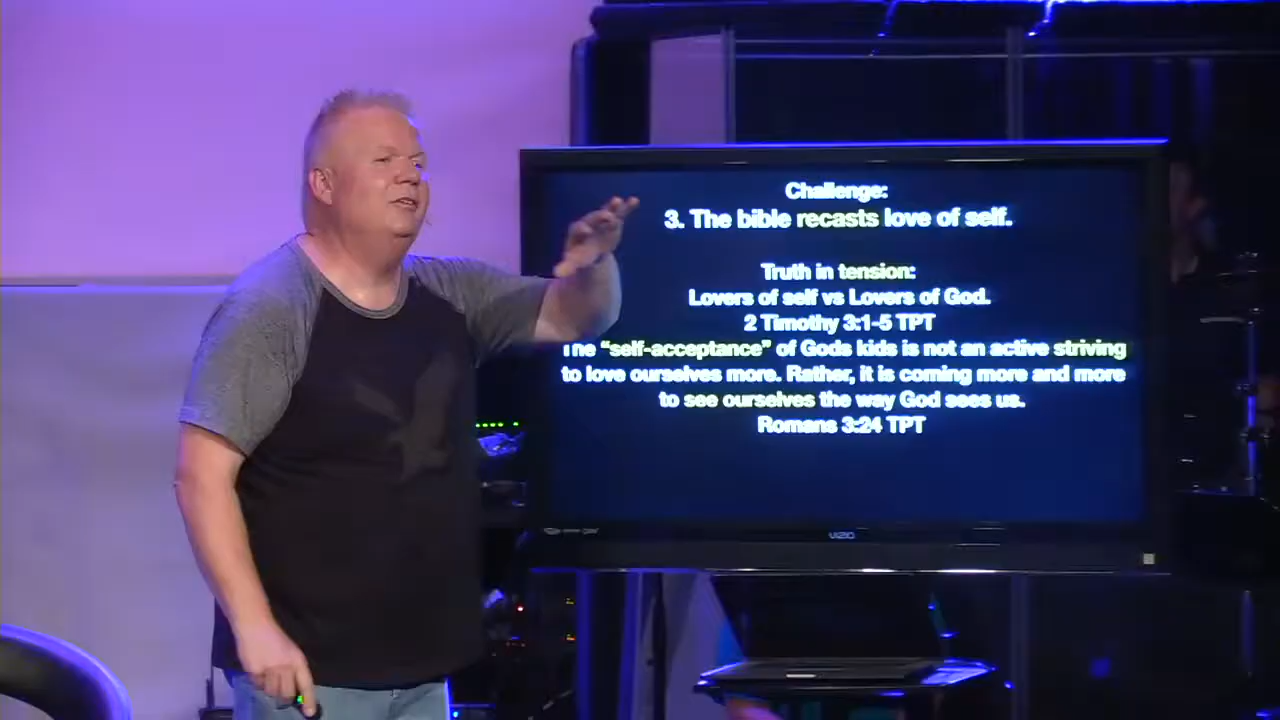 Challenge:
3. The bible recasts love of self.
Truth in tension:
Lovers of self vs Lovers of God.
2 Timothy 3:1-5 TPT
The “self-acceptance” of Gods kids is not an active striving
to love ourselves more. Rather, it is coming more and more
to see ourselves the way God sees us.
Romans 3:24 TPT
VIZIO